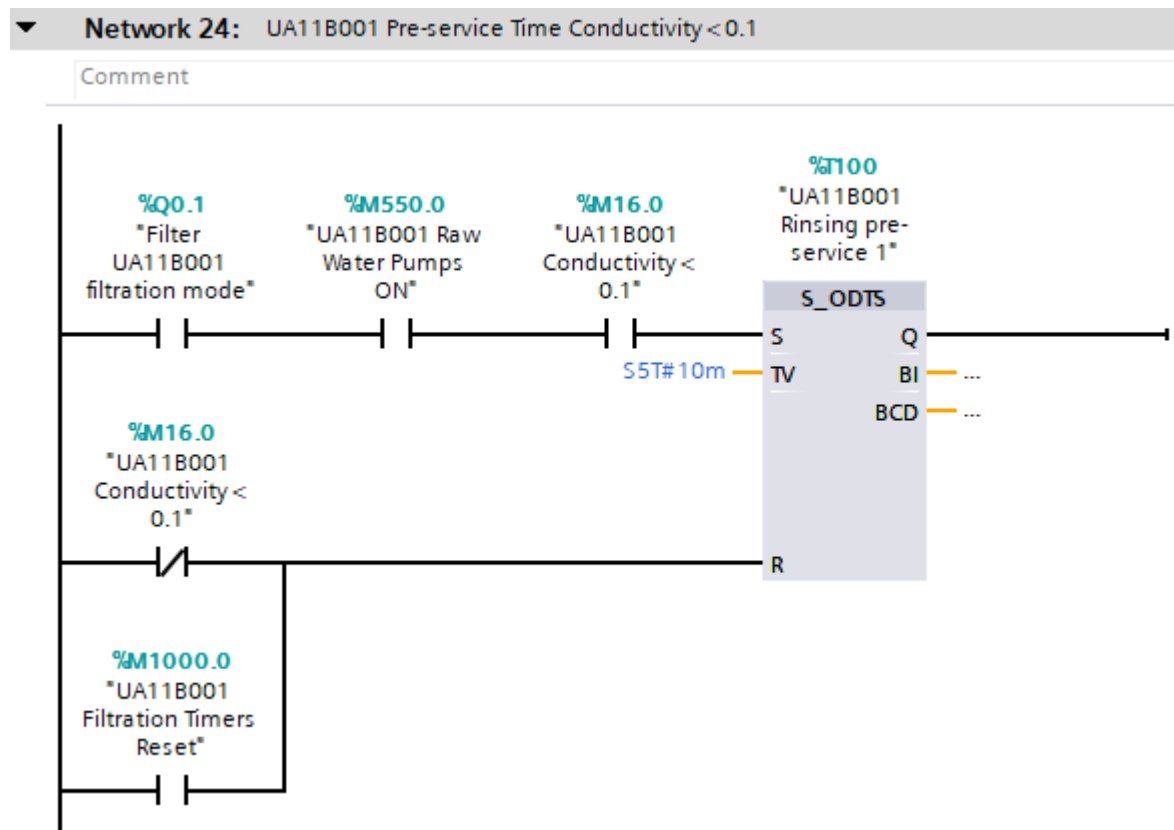 Network 24: UA11B001 Pre-service Time Conductivity<0.1
Comment
%Q0.1
"Filter
UA11B001
filtration mode"
%M550.0
"UA11B001 Raw
Water Pumps
ON"
%M16.0
"UA11B001
Conductivity<
0.1"
%T100
"UA11B001
Rinsing pre-
service 1"
S_ODTS
S
Q
S5T#10m
TV
BI
...
BCD
...
%M16.0
"UA11B001
Conductivity<
0.1"
R
%M1000.0
"UA11B001
Filtration Timers
Reset"